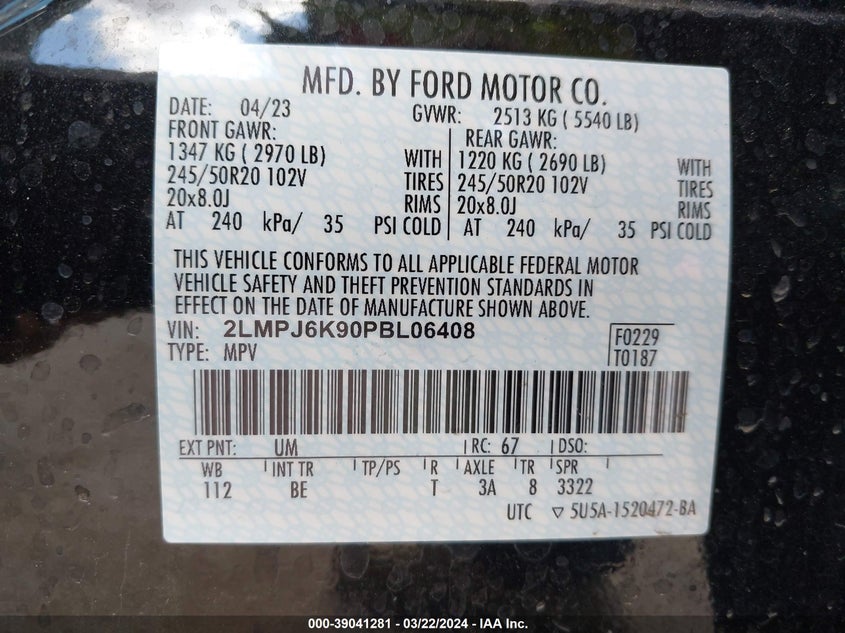 MFD. BY FORD MOTOR CO.
DATE: 04/23 GVWR: 2513 KG ( 5540 LB)
FRONT GAWR: REAR GAWR:
1347 KG ( 2970 LB) WITH 1220 KG ( 2690 LB) WITH
245/50R20 102V TIRES 245/50R20 102V TIRES
20x8.0J RIMS 20x8.0J RIMS
AT 240 kPa/ 35 PSI COLD AT 240 kPa/ 35 PSI COLD
THIS VEHICLE CONFORMS TO ALL APPLICABLE FEDERAL MOTOR
VEHICLE SAFETY AND THEFT PREVENTION STANDARDS IN
EFFECT ON THE DATE OF MANUFACTURE SHOWN ABOVE.
VIN: 2LMPJ6K90PBL06408 F0229
TYPE: MPV T0187
EXT PNT: UM RC: 67 DSO:
WB INT TR TP/PS R AXLE TR SPR
112 BE T 3A 8 3322
UTC ▽ 5U5A-1520472-BA
000-39041281 - 03/22/2024 - IAA Inc.